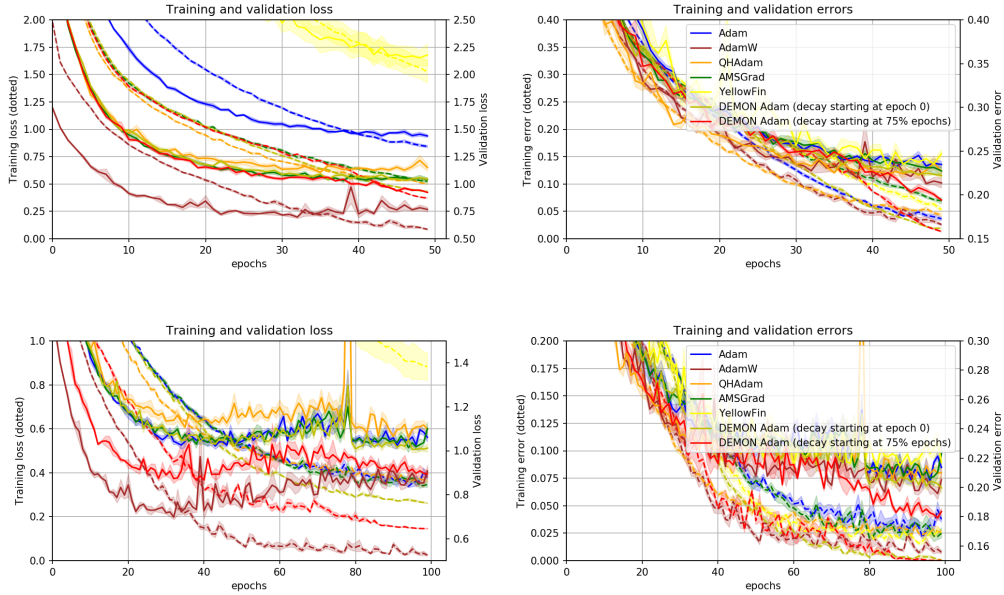 Training and validation loss
Training (dotted)
Training loss (dotted)
2.00
1.75
1.50
1.25
1.00
0.75
0.50
0.25
0.00
0
10
20
30
40
50
epochs
2.50
2.25
2.00
1.75
1.50
1.25
1.00
0.75
0.50
Validation loss
Training and validation errors
Training error (dotted)
0.40
0.35
0.30
0.25
0.20
0.15
0.10
0.05
0.00
0
10
20
30
40
50
epochs
0.40
0.35
0.30
0.25
0.20
0.15
Validation error
Adam
AdamW
QHAdam
AMSGrad
YellowFin
DEMON Adam (decay starting at epoch 0)
DEMON Adam (decay starting at 75% epochs)
Training and validation loss
Training loss (dotted)
1.0
0.8
0.6
0.4
0.2
0.0
0
20
40
60
80
100
epochs
1.4
1.2
1.0
0.8
0.6
Validation loss
Training and validation errors
Training error (dotted)
0.200
0.175
0.150
0.125
0.100
0.075
0.050
0.025
0.000
0
20
40
60
80
100
epochs
0.30
0.28
0.26
0.24
0.22
0.20
0.18
0.16
Validation error
Adam
AdamW
QHAdam
AMSGrad
YellowFin
DEMON Adam (decay starting at epoch 0)
DEMON Adam (decay starting at 75% epochs)